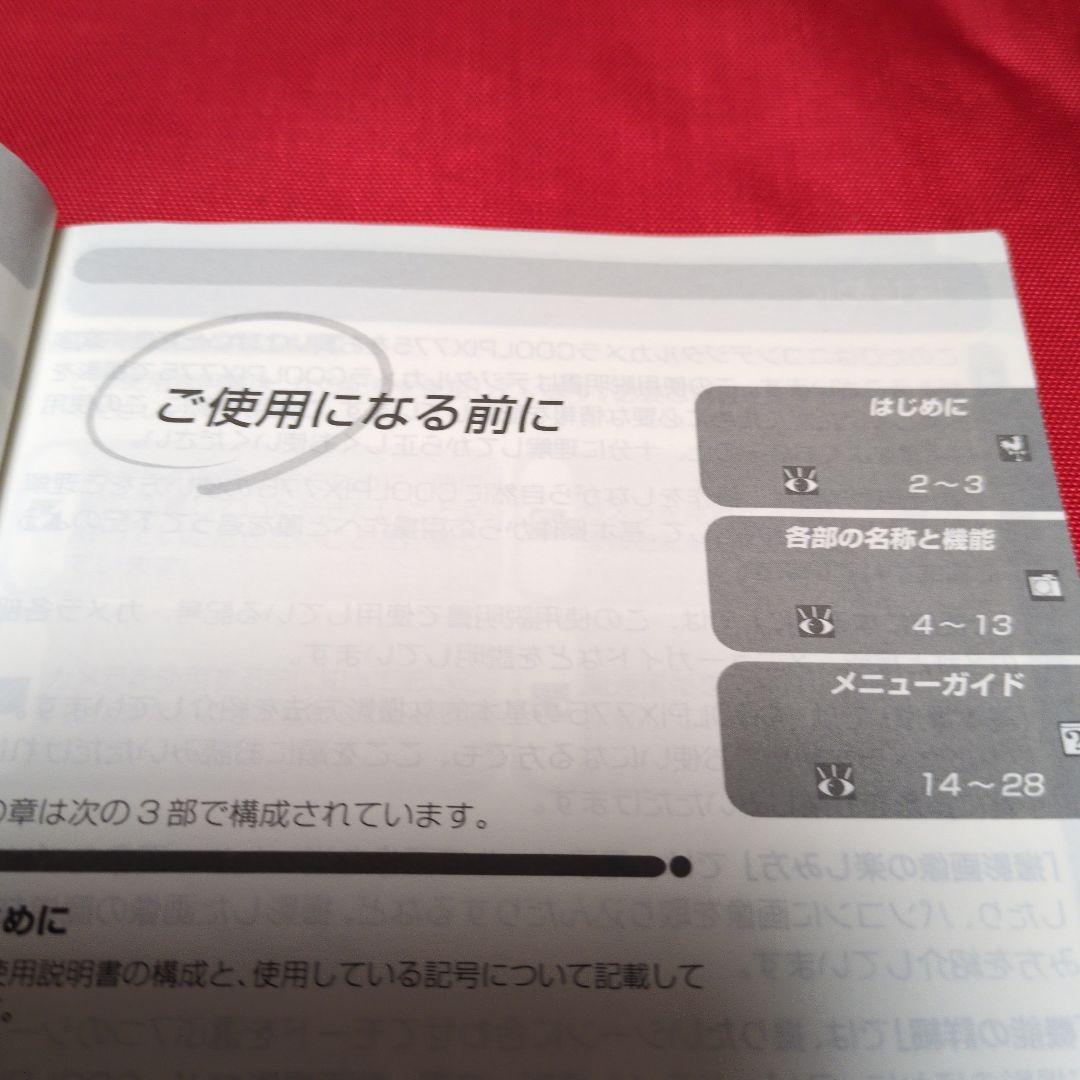 ご使用になる前に
はじめに
2～3
各部の名称と機能
4～13
メニューガイド
14～28
の章は次の3部で構成されています。
めに
使用説明書の構成と、使用している記号について記載して
。